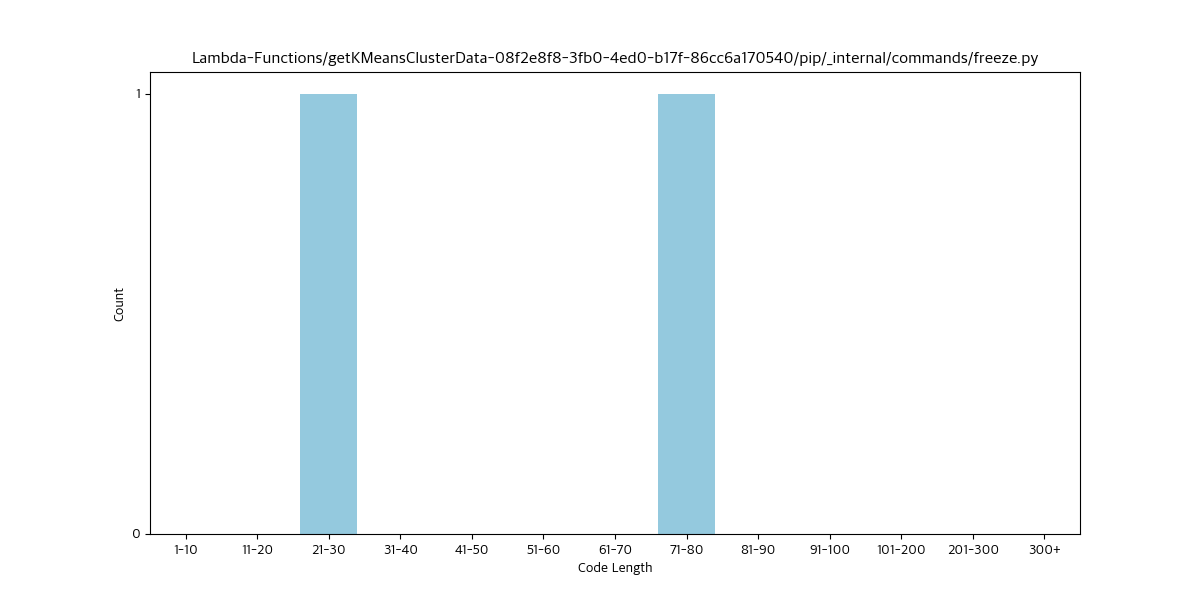 Lambda-Functions/getKMeansClusterData-08f2e8f8-3fb0-4ed0-b17f-86cc6a170540/pip/_internal/commands/freeze.py
1
Count
0
1-10 11-20 21-30 31-40 41-50 51-60 61-70 71-80 81-90 91-100 101-200 201-300 300+
Code Length